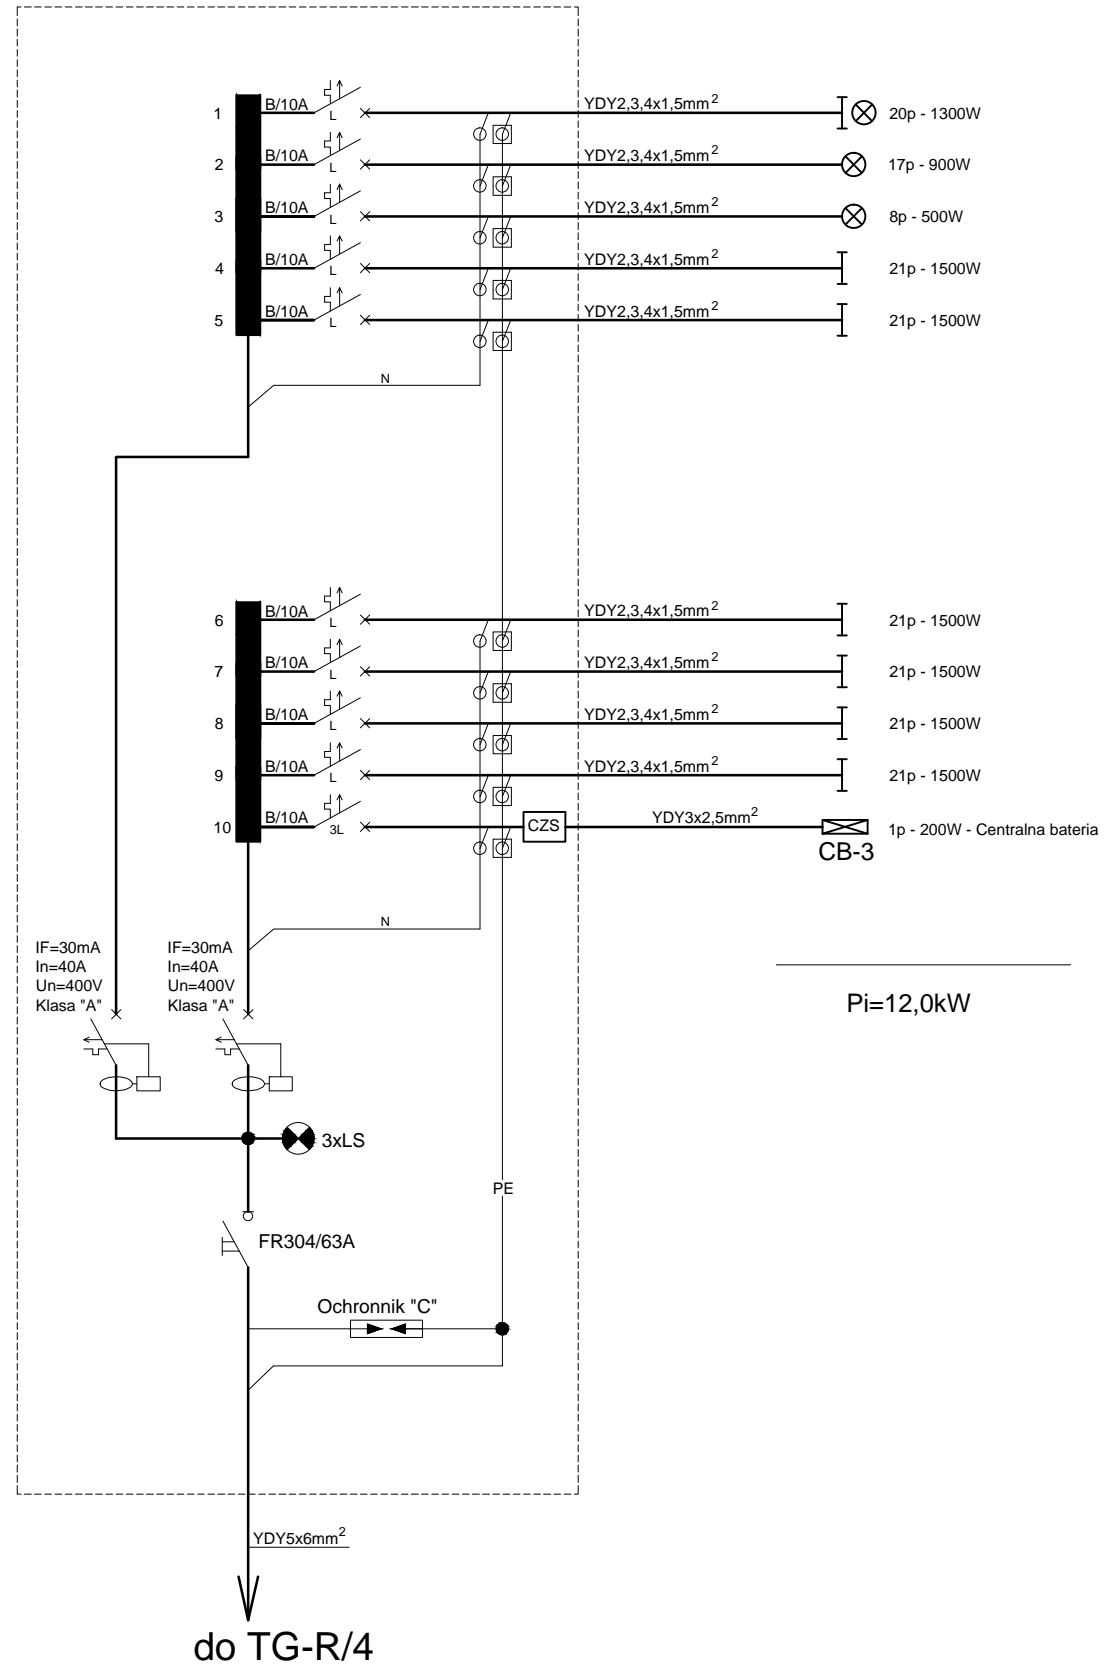 1 B/10A L YDY2,3,4x1,5mm² 20p - 1300W
2 B/10A L YDY2,3,4x1,5mm² 17p - 900W
3 B/10A L YDY2,3,4x1,5mm² 8p - 500W
4 B/10A L YDY2,3,4x1,5mm² 21p - 1500W
5 B/10A L YDY2,3,4x1,5mm² 21p - 1500W
N
6 B/10A L YDY2,3,4x1,5mm² 21p - 1500W
7 B/10A L YDY2,3,4x1,5mm² 21p - 1500W
8 B/10A L YDY2,3,4x1,5mm² 21p - 1500W
9 B/10A L YDY2,3,4x1,5mm² 21p - 1500W
10 B/10A 3L CZS YDY3x2,5mm² 1p - 200W - Centralna bateria
CB-3
N
IF=30mA
In=40A
Un=400V
Klasa "A"
IF=30mA
In=40A
Un=400V
Klasa "A"
Pi=12,0kW
3xLS
PE
FR304/63A
Ochronnik "C"
YDY5x6mm²
do TG-R/4